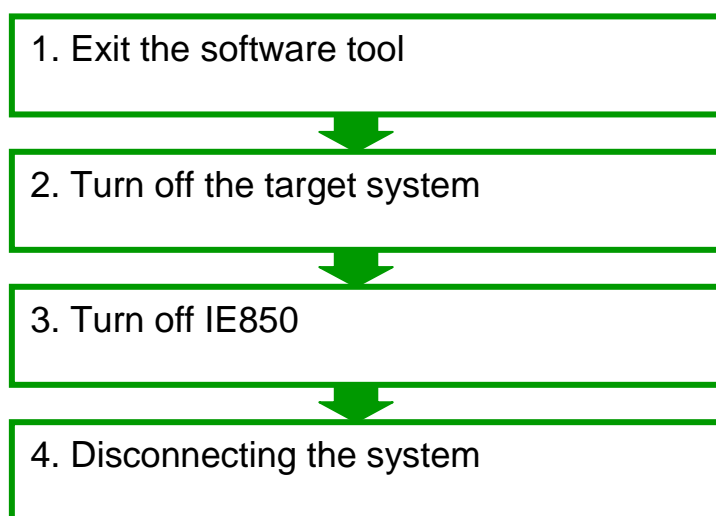 1. Exit the software tool
2. Turn off the target system
3. Turn off IE850
4. Disconnecting the system